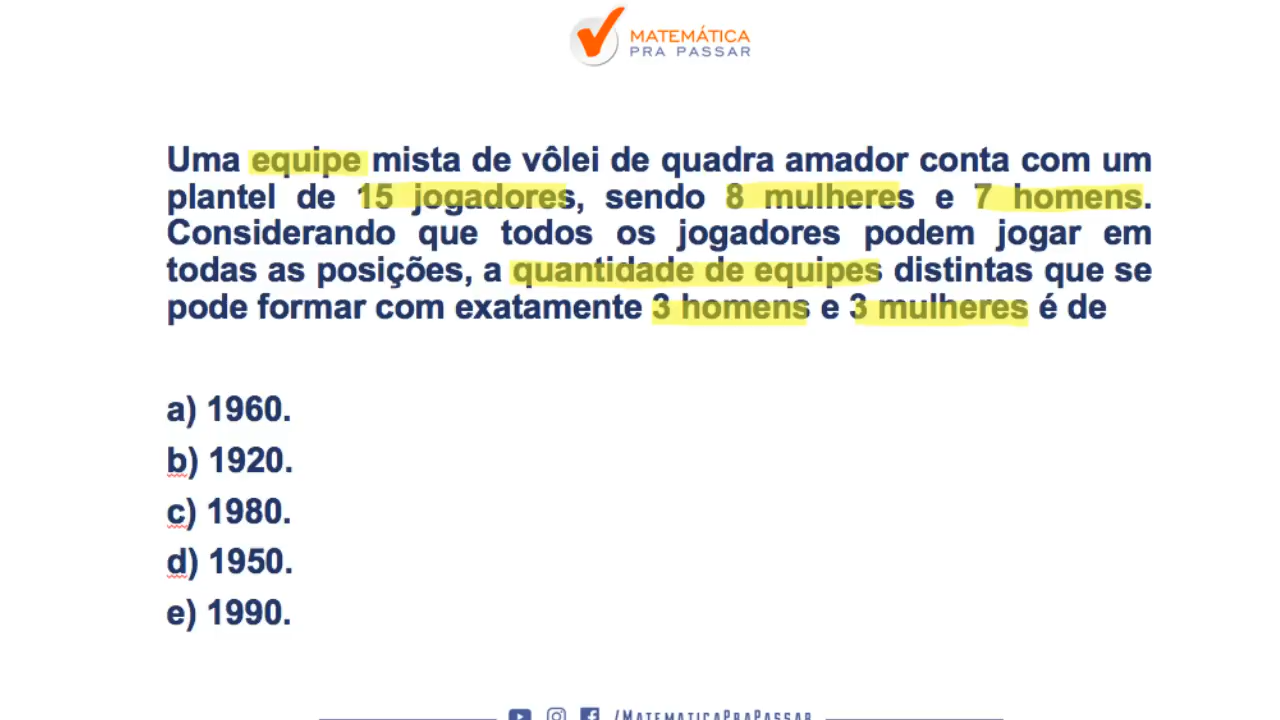 MATEMÁTICA
PRA PASSAR
Uma equipe mista de vôlei de quadra amador conta com um
plantel de 15 jogadores, sendo 8 mulheres e 7 homens.
Considerando que todos os jogadores podem jogar em
todas as posições, a quantidade de equipes distintas que se
pode formar com exatamente 3 homens e 3 mulheres é de
a) 1960.
b) 1920.
c) 1980.
d) 1950.
e) 1990.
/MATEMATICAPRAPASSAR